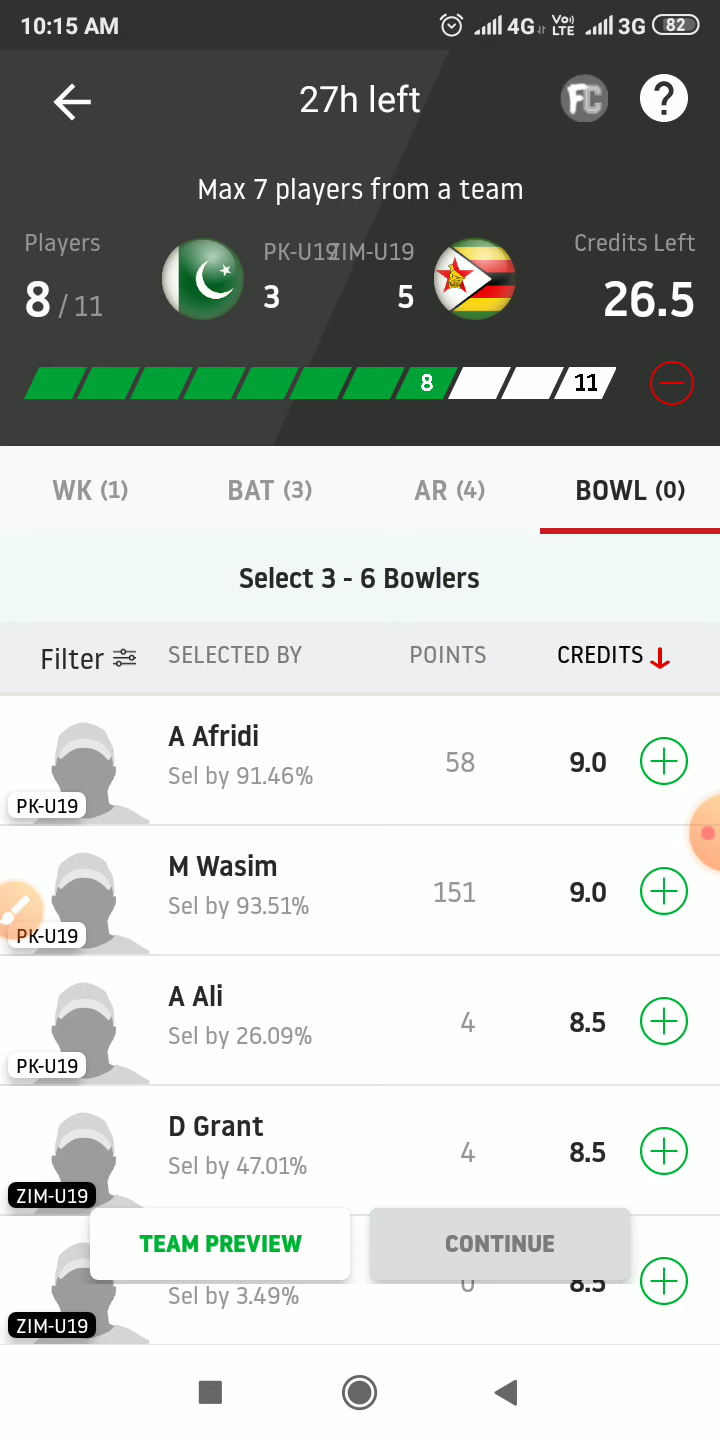 10:15 AM 4G Vo) LTE 3G 82
27h left FC ?
Max 7 players from a team
Players PK-U19 ZIM-U19 Credits Left
8 / 11 3 5 26.5
8 11
WK (1) BAT (3) AR (4) BOWL (0)
Select 3 - 6 Bowlers
Filter SELECTED BY POINTS CREDITS
A Afridi
Sel by 91.46% 58 9.0
PK-U19
M Wasim
Sel by 93.51% 151 9.0
PK-U19
A Ali
Sel by 26.09% 4 8.5
PK-U19
D Grant
Sel by 47.01% 4 8.5
ZIM-U19
TEAM PREVIEW CONTINUE
Sel by 3.49% 0 8.5
ZIM-U19